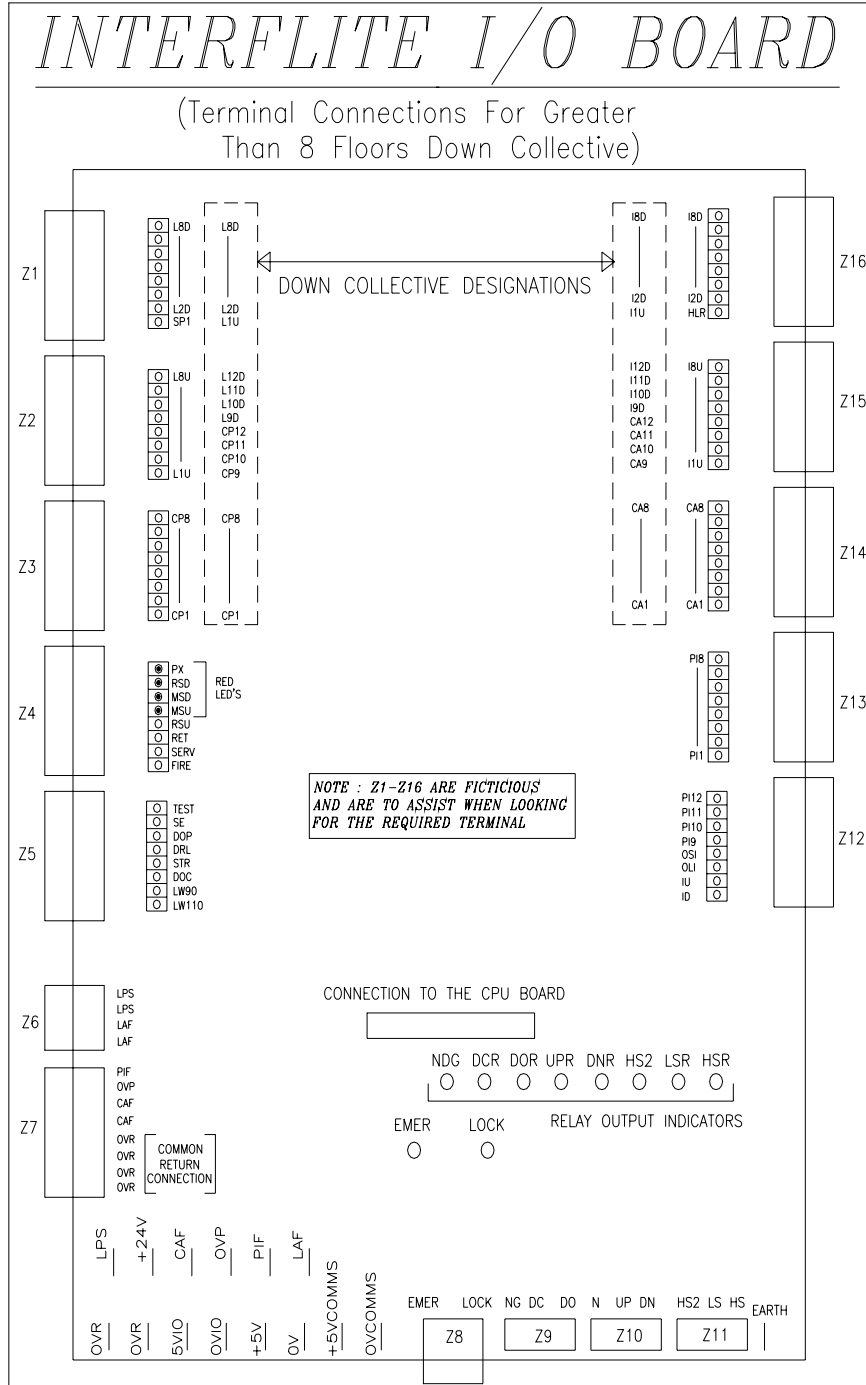 INTERFLITE I/O BOARD
(Terminal Connections For Greater
Than 8 Floors Down Collective)
Z1
L8D
L2D
SP1
L8D
L2D
L1U
DOWN COLLECTIVE DESIGNATIONS
I8D
I2D
I1U
I8D
I2D
HLR
Z16
Z2
L8U
L1U
L12D
L11D
L10D
L9D
CP12
CP11
CP10
CP9
I12D
I11D
I10D
I9D
CA12
CA11
CA10
CA9
I8U
I1U
Z15
Z3
CP8
CP1
CP8
CP1
CA8
CA1
CA8
CA1
Z14
Z4
PX
RSD
MSD
MSU
RSU
RET
SERV
FIRE
RED
LED'S
PI8
PI1
Z13
NOTE : Z1-Z16 ARE FICTICIOUS
AND ARE TO ASSIST WHEN LOOKING
FOR THE REQUIRED TERMINAL
Z5
TEST
SE
DOP
DRL
STR
DOC
LW90
LW110
PI12
PI11
PI10
PI9
OSI
OLI
IU
ID
Z12
Z6
LPS
LPS
LAF
LAF
CONNECTION TO THE CPU BOARD
NDG DCR DOR UPR DNR HS2 LSR HSR
RELAY OUTPUT INDICATORS
EMER LOCK
Z7
PIF
OVP
CAF
CAF
OVR
OVR
OVR
OVR
COMMON
RETURN
CONNECTION
LPS
+24V
CAF
OVP
PIF
LAF
OVR
OVR
5VIO
OVIO
+5V
OV
+5VCOMMS
OVCOMMS
EMER LOCK NG DC DO N UP DN HS2 LS HS EARTH
Z8 Z9 Z10 Z11